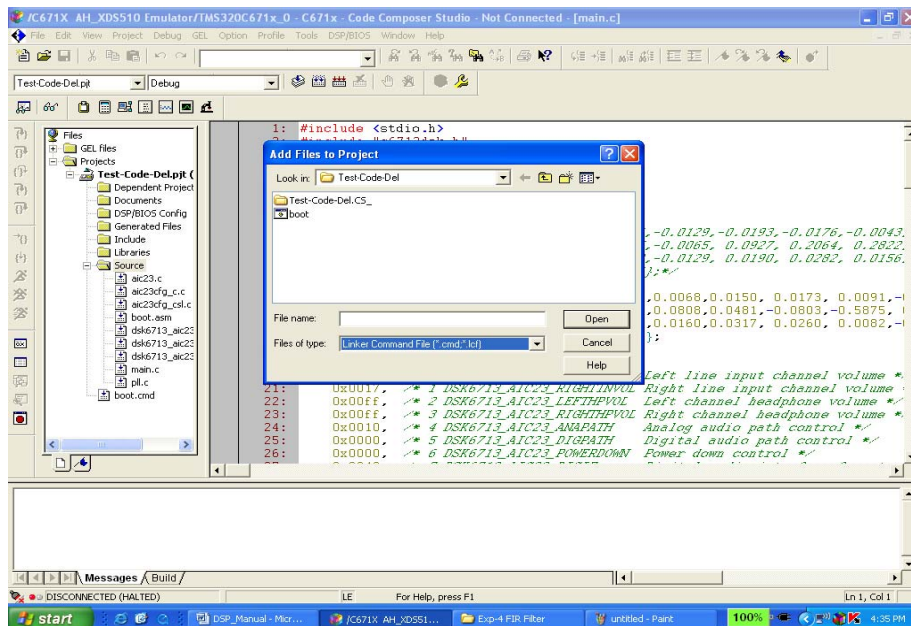 /C671X AH_XDS510 Emulator/TMS320C671x_0 - C671x - Code Composer Studio - Not Connected - [main.c]
File Edit View Project Debug GEL Option Profile Tools DSP/BIOS Window Help
Test-Code-Del.pjt Debug
Files
GEL files
Projects
Test-Code-Del.pjt (
Dependent Project
Documents
DSP/BIOS Config
Generated Files
Include
Libraries
Source
aic23.c
aic23cfg_c.c
aic23cfg_csl.c
boot.asm
dsk6713_aic23
dsk6713_aic23
dsk6713_aic23
main.c
pll.c
boot.cmd
1: #include <stdio.h>
Add Files to Project
Look in: Test-Code-Del
Test-Code-Del.CS_
boot
File name: Open
Files of type: Linker Command File (*.cmd;*.lcf) Cancel
Help
,-0.0129,-0.0193,-0.0176,-0.0043,
,-0.0065, 0.0927, 0.2064, 0.2822,
,-0.0129, 0.0190, 0.0282, 0.0156,
};*/
,0.0068,0.0150, 0.0173, 0.0091,-
,0.0808,0.0481,-0.0803,-0.5875,
,0.0160,0.0317, 0.0260, 0.0082,-
};
Left line input channel volume *
21: 0x0017, /* 1 DSK6713_AIC23_RIGHTINVOL Right line input channel volume
22: 0x00ff, /* 2 DSK6713_AIC23_LEFTHPVOL Left channel headphone volume */
23: 0x00ff, /* 3 DSK6713_AIC23_RIGHTHPVOL Right channel headphone volume *
24: 0x0010, /* 4 DSK6713_AIC23_ANAPATH Analog audio path control */
25: 0x0000, /* 5 DSK6713_AIC23_DIGPATH Digital audio path control */
26: 0x0000, /* 6 DSK6713_AIC23_POWERDOWN Power down control */
Messages Build
DISCONNECTED (HALTED) LE For Help, press F1 Ln 1, Col 1
start DSP_Manual - Micr... /C671X AH_XDS51... Exp-4 FIR Filter untitled - Paint 100% 4:35 PM